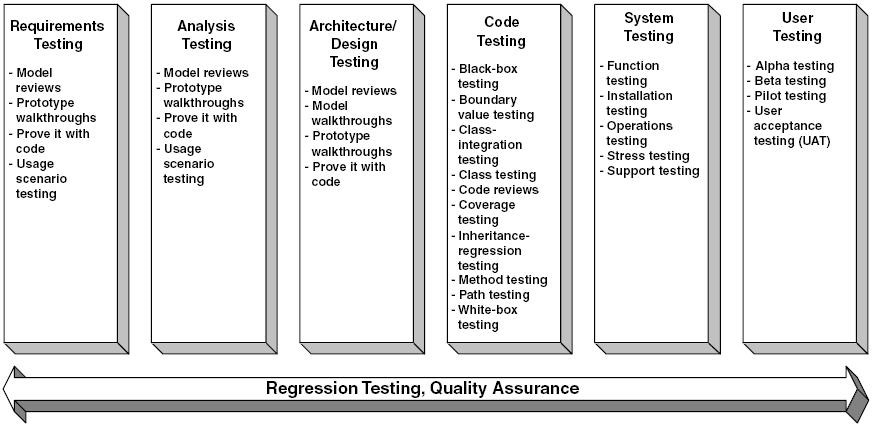 Requirements
Testing
- Model
reviews
- Prototype
walkthroughs
- Prove it with
code
- Usage
scenario
testing
Analysis
Testing
- Model reviews
- Prototype
walkthroughs
- Prove it with
code
- Usage
scenario
testing
Architecture/
Design
Testing
- Model reviews
- Model
walkthroughs
- Prototype
walkthroughs
- Prove it with
code
Code
Testing
- Black-box
testing
- Boundary
value testing
- Class-
integration
testing
- Class testing
- Code reviews
- Coverage
testing
- Inheritance-
regression
testing
- Method testing
- Path testing
- White-box
testing
System
Testing
- Function
testing
- Installation
testing
- Operations
testing
- Stress testing
- Support testing
User
Testing
- Alpha testing
- Beta testing
- Pilot testing
- User
acceptance
testing (UAT)
Regression Testing, Quality Assurance